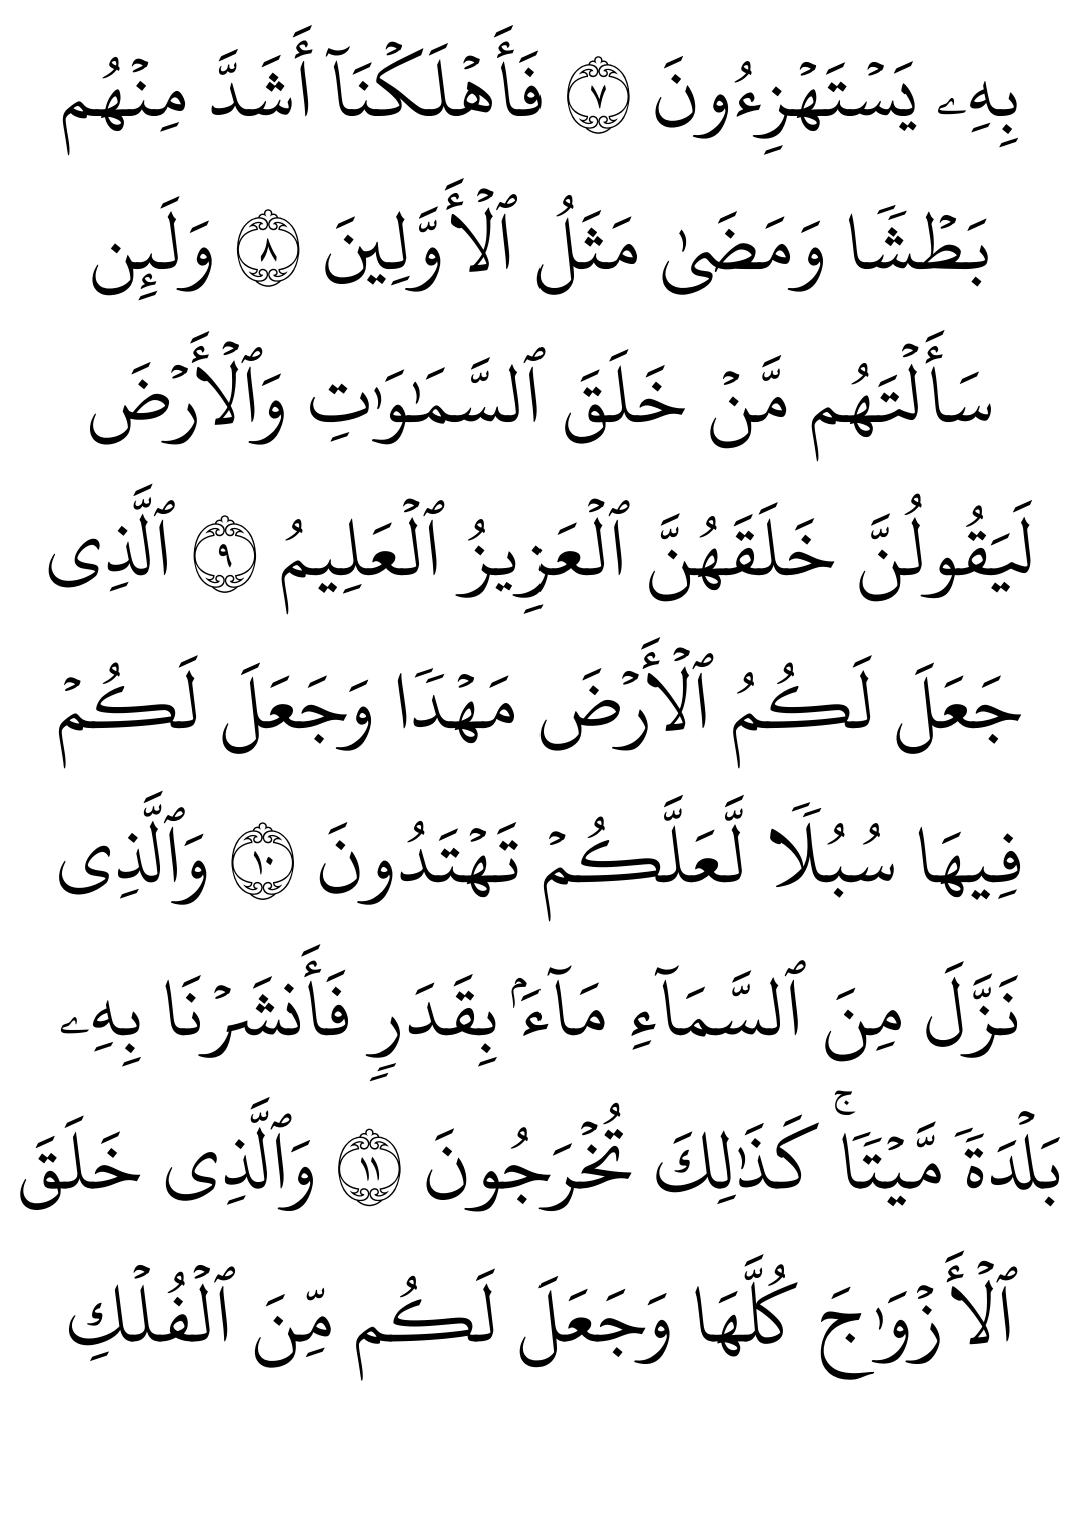 بِهِۦ يَسۡتَهۡزِءُونَ ٧ فَأَهۡلَكۡنَآ أَشَدَّ مِنۡهُم
بَطۡشٗا وَمَضَىٰ مَثَلُ ٱلۡأَوَّلِينَ ٨ وَلَئِن
سَأَلۡتَهُم مَّنۡ خَلَقَ ٱلسَّمَٰوَٰتِ وَٱلۡأَرۡضَ
لَيَقُولُنَّ خَلَقَهُنَّ ٱلۡعَزِيزُ ٱلۡعَلِيمُ ٩ ٱلَّذِى
جَعَلَ لَكُمُ ٱلۡأَرۡضَ مَهۡدٗا وَجَعَلَ لَكُمۡ
فِيهَا سُبُلٗا لَّعَلَّكُمۡ تَهۡتَدُونَ ١٠ وَٱلَّذِى
نَزَّلَ مِنَ ٱلسَّمَآءِ مَآءَۢ بِقَدَرٖ فَأَنشَرۡنَا بِهِۦ
بَلۡدَةٗ مَّيۡتٗاۚ كَذَٰلِكَ تُخۡرَجُونَ ١١ وَٱلَّذِى خَلَقَ
ٱلۡأَزۡوَٰجَ كُلَّهَا وَجَعَلَ لَكُم مِّنَ ٱلۡفُلۡكِ